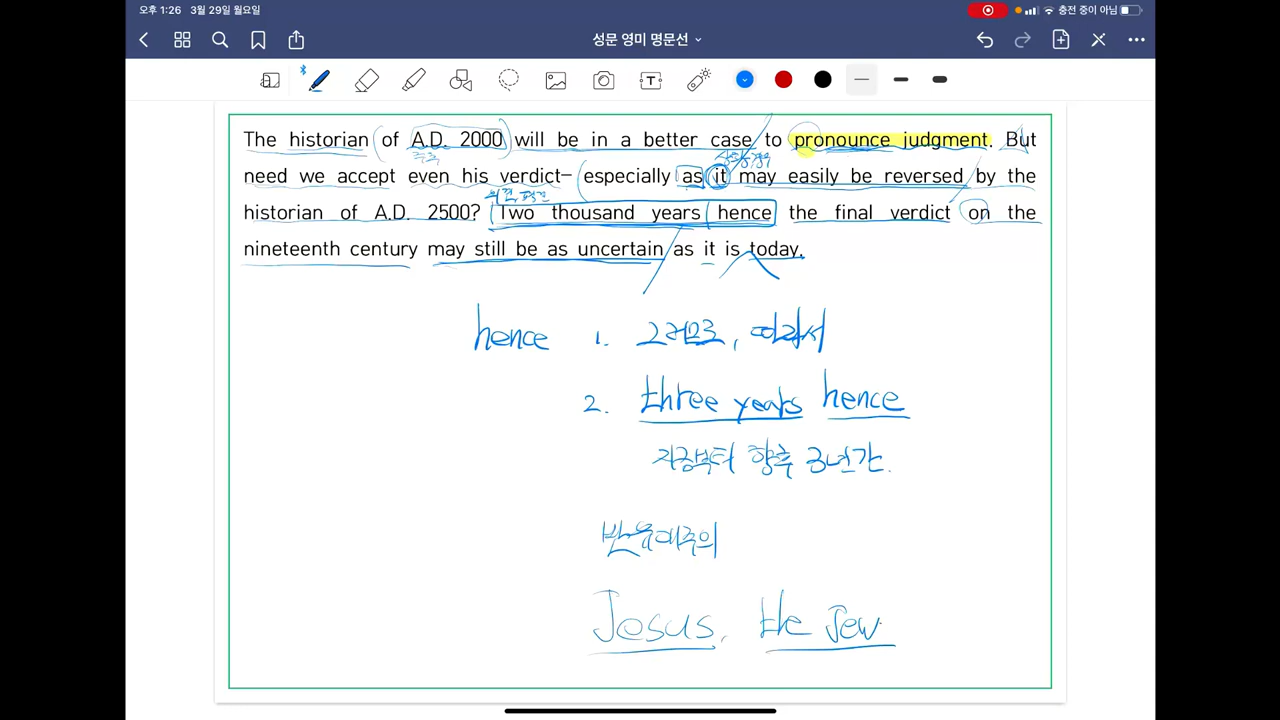 오후 1:26 3월 29일 월요일
충전 중이 아님
성문 영미 명문선
The historian of A.D. 2000 will be in a better case to pronounce judgment. But
need we accept even his verdict– (especially as it may easily be reversed by the
historian of A.D. 2500? Two thousand years hence the final verdict on the
nineteenth century may still be as uncertain as it is today.
hence 1. 그러므로, 따라서
2. three years hence
지금부터 향후 3년간.
반유대주의
Jesus, the Jew